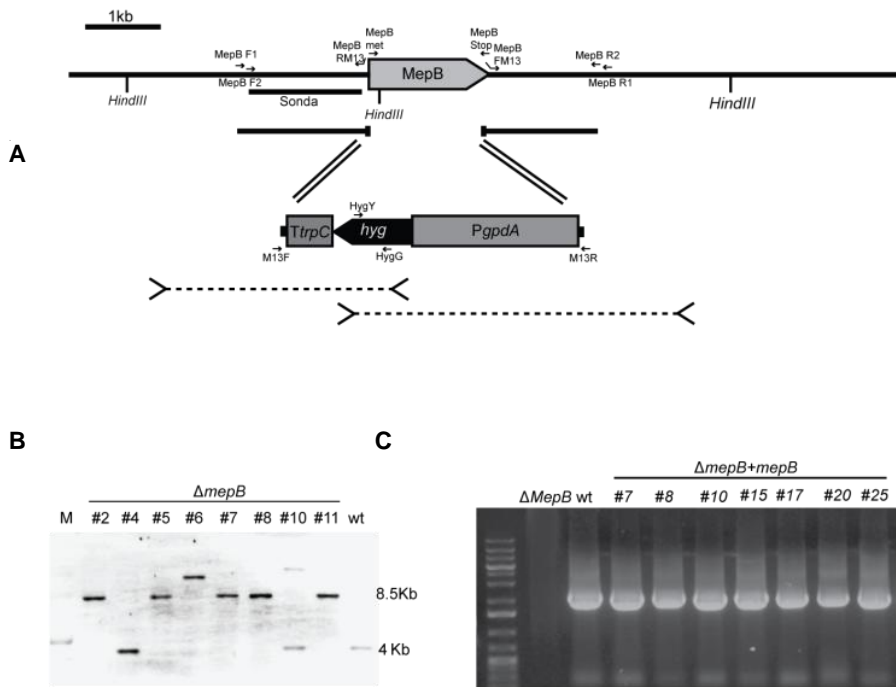 1kb
MepB
met
MepB
RM13
MepB
Stop
MepB
FM13
MepB F1
MepB F2
MepB R2
MepB R1
MepB
Sonda
HindIII
HindIII
HindIII
A
HygY
TtrpC
hyg
PgpdA
M13F
HygG
M13R
B
ΔmepB
M #2 #4 #5 #6 #7 #8 #10 #11 wt
8.5Kb
4 Kb
C
ΔmepB+mepB
ΔMepB wt #7 #8 #10 #15 #17 #20 #25